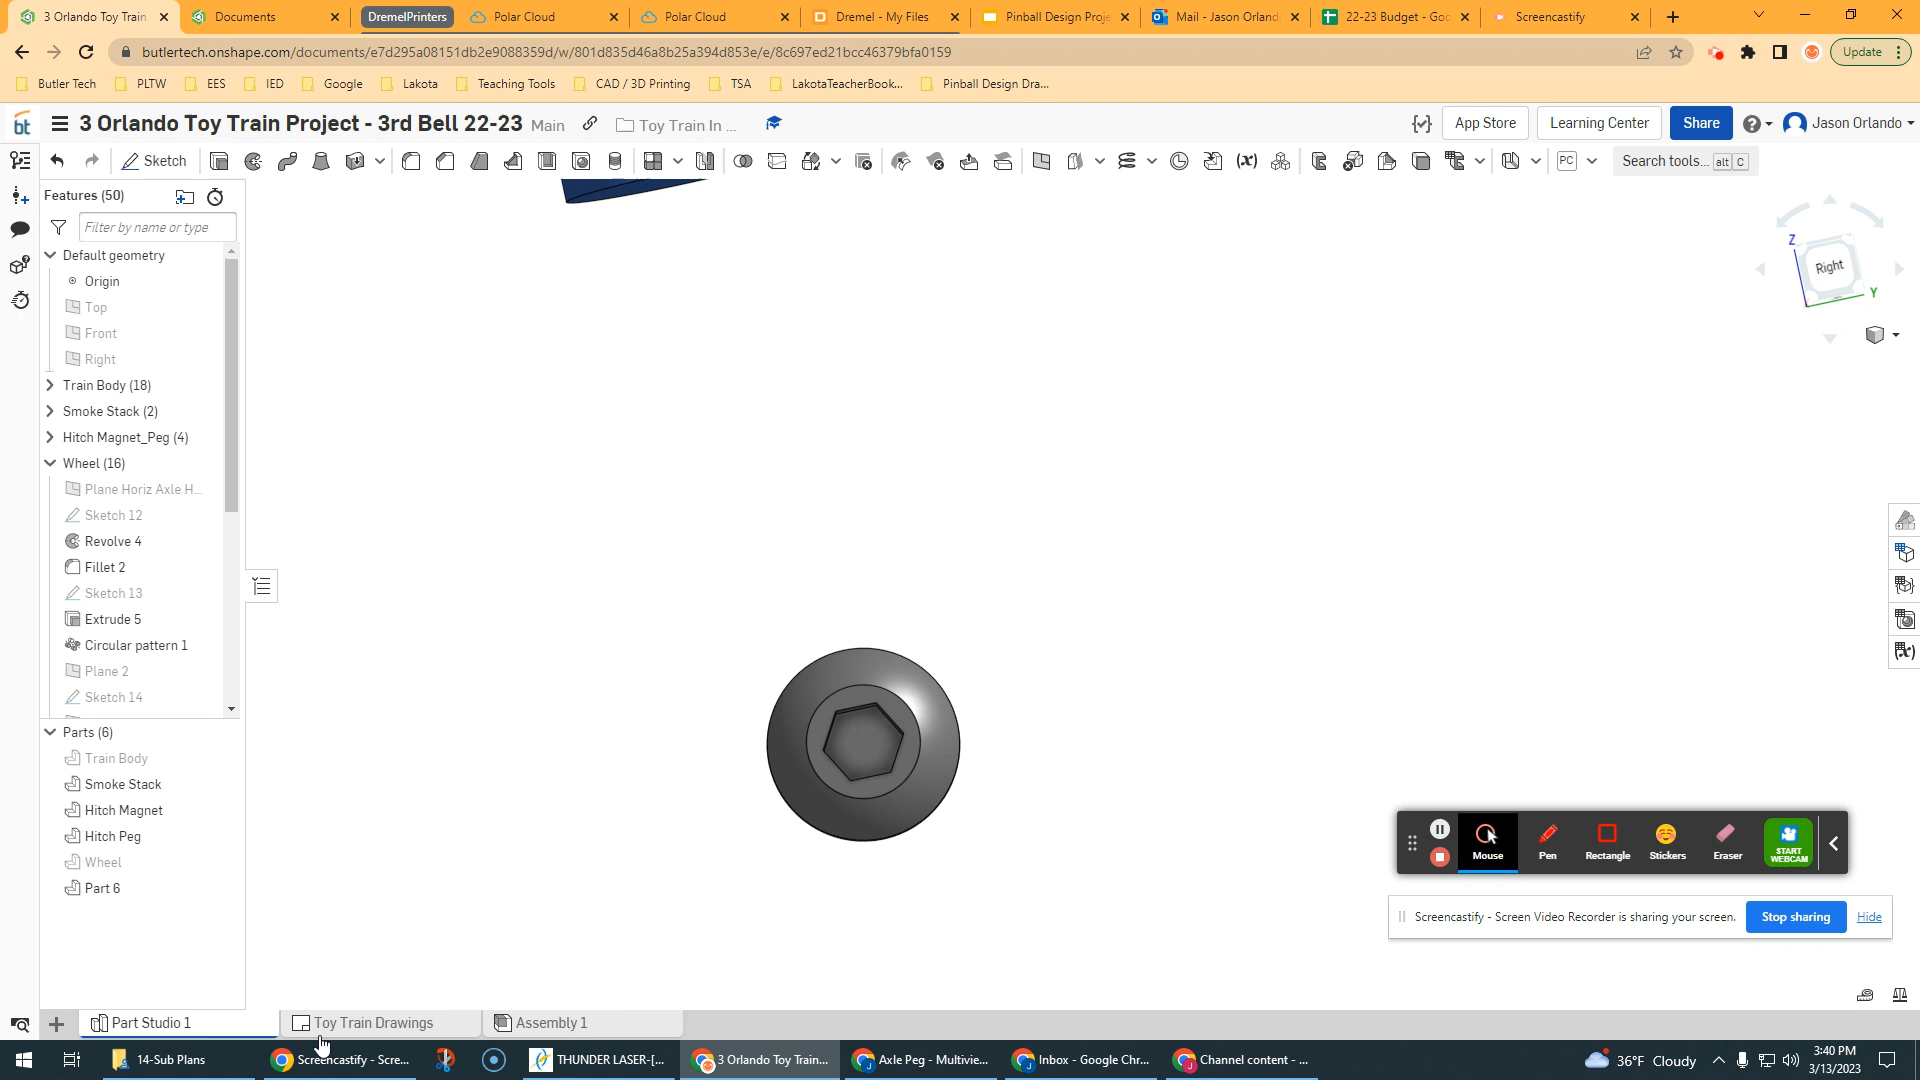 3 Orlando Toy Train
Documents
DremelPrinters
Polar Cloud
Polar Cloud
Dremel - My Files
Pinball Design Proje
Mail - Jason Orland
22-23 Budget - Goo
Screencastify
butlertech.onshape.com/documents/e7d295a08151db2e9088359d/w/801d835d46a8b25a394d853e/e/8c697ed21bcc46379bfa0159
Update
Butler Tech
PLTW
EES
IED
Google
Lakota
Teaching Tools
CAD / 3D Printing
TSA
LakotaTeacherBook...
Pinball Design Dra...
bt
3 Orlando Toy Train Project - 3rd Bell 22-23
Main
Toy Train In ...
App Store
Learning Center
Share
Jason Orlando
Sketch
PC
Search tools... alt C
Features (50)
Filter by name or type
Default geometry
Origin
Top
Front
Right
Train Body (18)
Smoke Stack (2)
Hitch Magnet_Peg (4)
Wheel (16)
Plane Horiz Axle H...
Sketch 12
Revolve 4
Fillet 2
Sketch 13
Extrude 5
Circular pattern 1
Plane 2
Sketch 14
Parts (6)
Train Body
Smoke Stack
Hitch Magnet
Hitch Peg
Wheel
Part 6
Z
Right
Y
Mouse
Pen
Rectangle
Stickers
Eraser
START
WEBCAM
Screencastify - Screen Video Recorder is sharing your screen.
Stop sharing
Hide
Part Studio 1
Toy Train Drawings
Assembly 1
14-Sub Plans
Screencastify - Scre...
THUNDER LASER-[...
3 Orlando Toy Train...
Axle Peg - Multivie...
Inbox - Google Chr...
Channel content - ...
36°F Cloudy
3:40 PM
3/13/2023